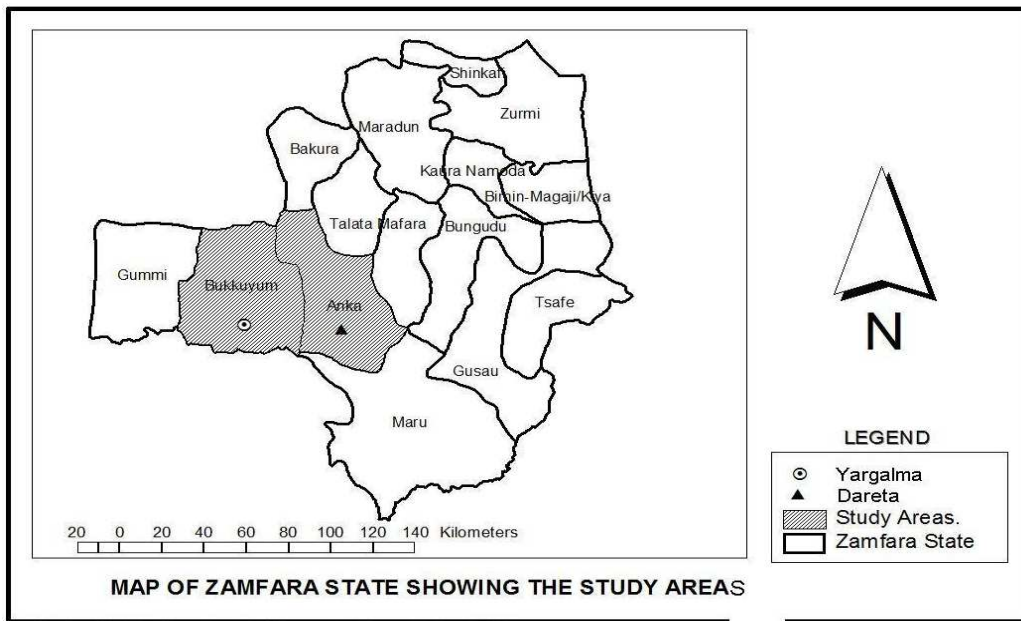 Shinkafi
Zurmi
Maradun
Bakura
Kaura Namoda
Birnin-Magaji/Kiya
Talata Mafara
Bungudu
Gummi
Bukkuyum
Anka
Tsafe
Gusau
Maru
N
LEGEND
Yargalma
Dareta
Study Areas.
Zamfara State
20 0 20 40 60 80 100 120 140 Kilometers
MAP OF ZAMFARA STATE SHOWING THE STUDY AREAS